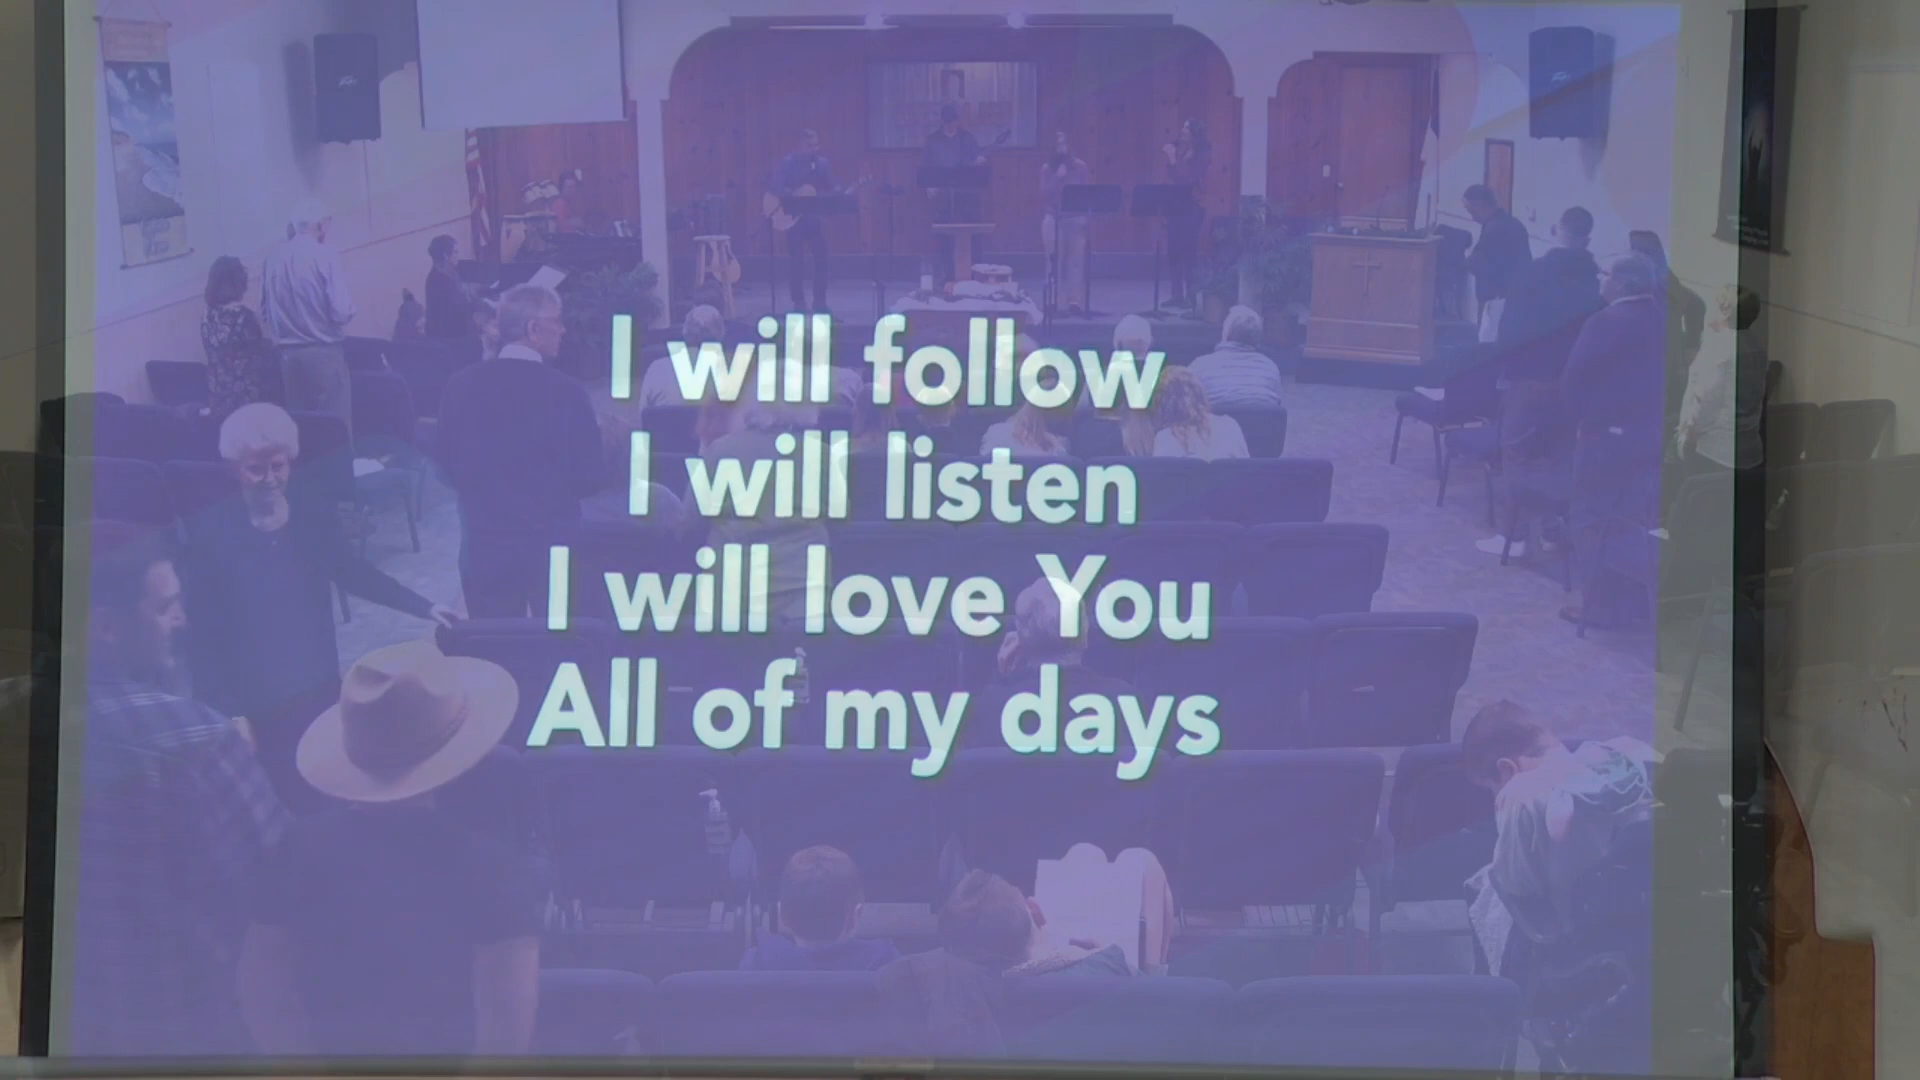 I will follow
I will listen
I will love You
All of my days